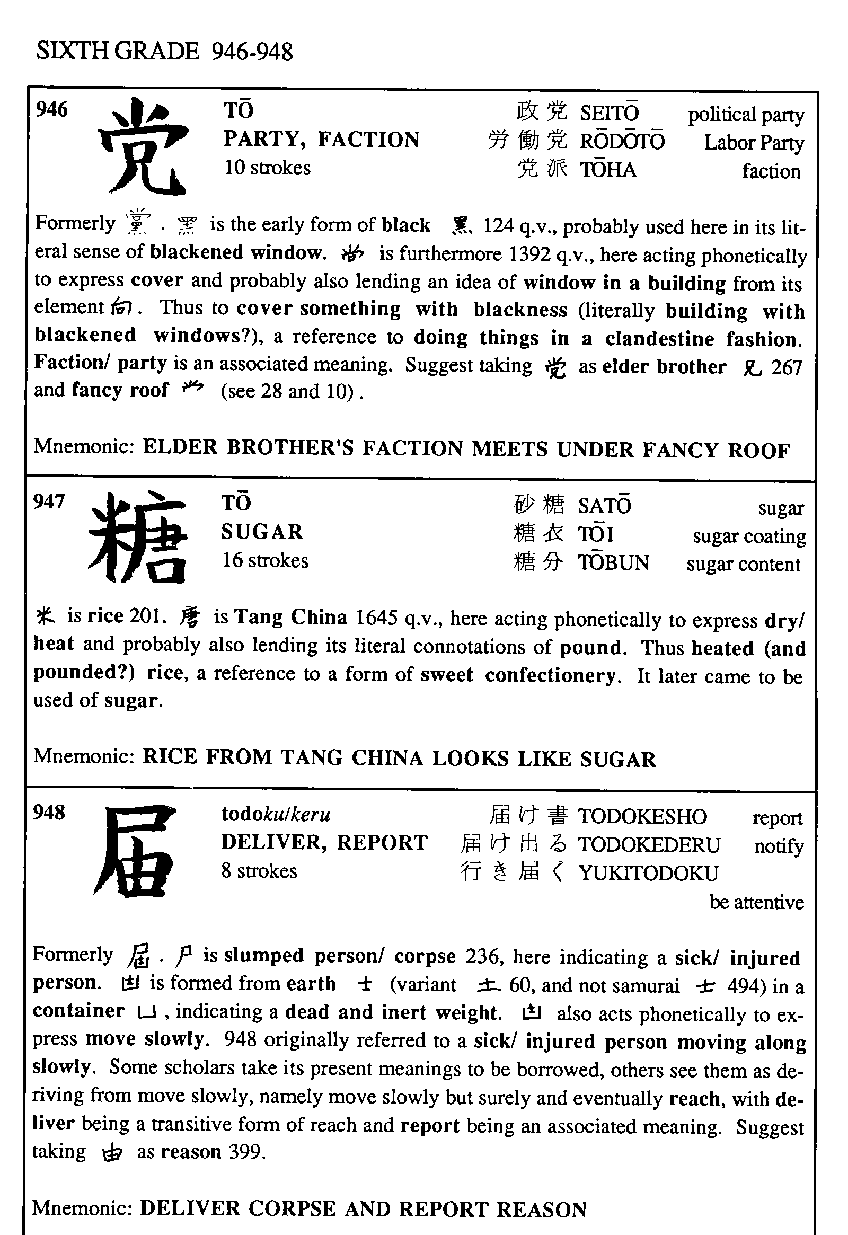 SIXTH GRADE 946-948
946 党 TŌ 政党 SEITŌ political party
PARTY, FACTION 労働党 RŌDŌTŌ Labor Party
10 strokes 党派 TŌHA faction
Formerly 黨. 黑 is the early form of black 黒, 124 q.v., probably used here in its lit-
eral sense of blackened window. 尚 is furthermore 1392 q.v., here acting phonetically
to express cover and probably also lending an idea of window in a building from its
element 向. Thus to cover something with blackness (literally building with
blackened windows?), a reference to doing things in a clandestine fashion.
Faction/ party is an associated meaning. Suggest taking 党 as elder brother 兄 267
and fancy roof ⺌ (see 28 and 10).
Mnemonic: ELDER BROTHER'S FACTION MEETS UNDER FANCY ROOF
947 糖 TŌ 砂糖 SATŌ sugar
SUGAR 糖衣 TŌI sugar coating
16 strokes 糖分 TŌBUN sugar content
米 is rice 201. 唐 is Tang China 1645 q.v., here acting phonetically to express dry/
heat and probably also lending its literal connotations of pound. Thus heated (and
pounded?) rice, a reference to a form of sweet confectionery. It later came to be
used of sugar.
Mnemonic: RICE FROM TANG CHINA LOOKS LIKE SUGAR
948 届 todoku/keru 届け書 TODOKESHO report
DELIVER, REPORT 届け出る TODOKEDERU notify
8 strokes 行き届く YUKITODOKU
be attentive
Formerly 屆. 尸 is slumped person/ corpse 236, here indicating a sick/ injured
person. 凷 is formed from earth 士 (variant 土 60, and not samurai 士 494) in a
container 凵, indicating a dead and inert weight. 凷 also acts phonetically to ex-
press move slowly. 948 originally referred to a sick/ injured person moving along
slowly. Some scholars take its present meanings to be borrowed, others see them as de-
riving from move slowly, namely move slowly but surely and eventually reach, with de-
liver being a transitive form of reach and report being an associated meaning. Suggest
taking 由 as reason 399.
Mnemonic: DELIVER CORPSE AND REPORT REASON